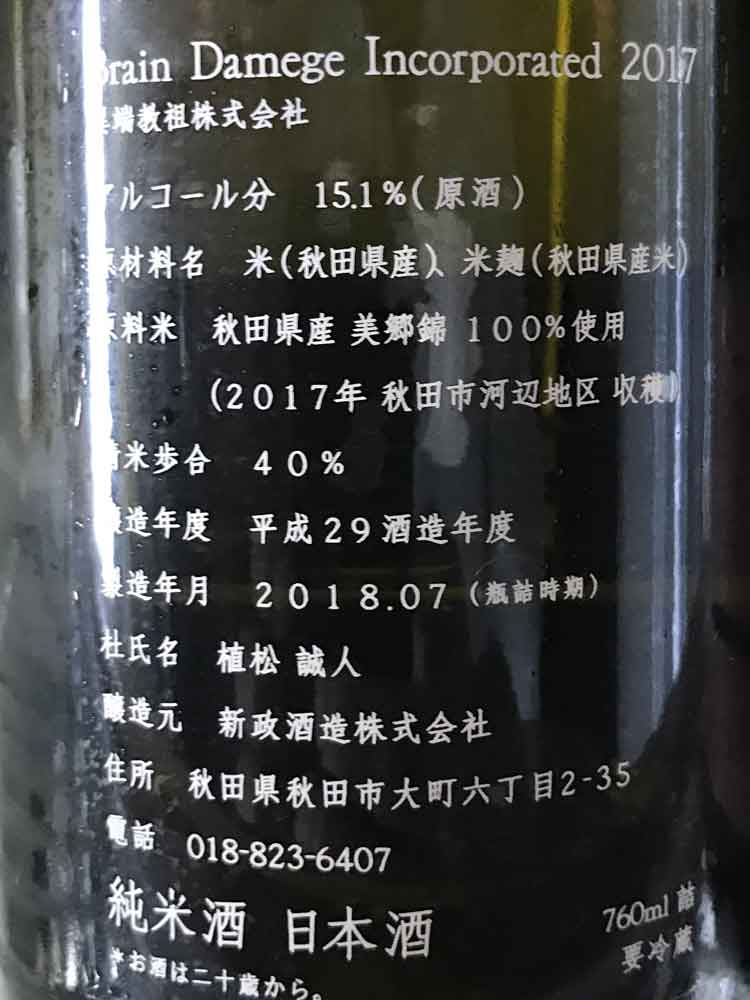 Brain Damege Incorporated 2017
異端教祖株式会社
アルコール分 15.1%(原酒)
原材料名 米(秋田県産)、米麹(秋田県産米)
原料米 秋田県産 美郷錦 100%使用
(2017年 秋田市河辺地区 収穫)
精米歩合 40%
醸造年度 平成29酒造年度
製造年月 2018.07(瓶詰時期)
杜氏名 植松 誠人
醸造元 新政酒造株式会社
住所 秋田県秋田市大町六丁目2-35
電話 018-823-6407
純米酒 日本酒
760ml 詰
要冷蔵
*お酒は二十歳から。